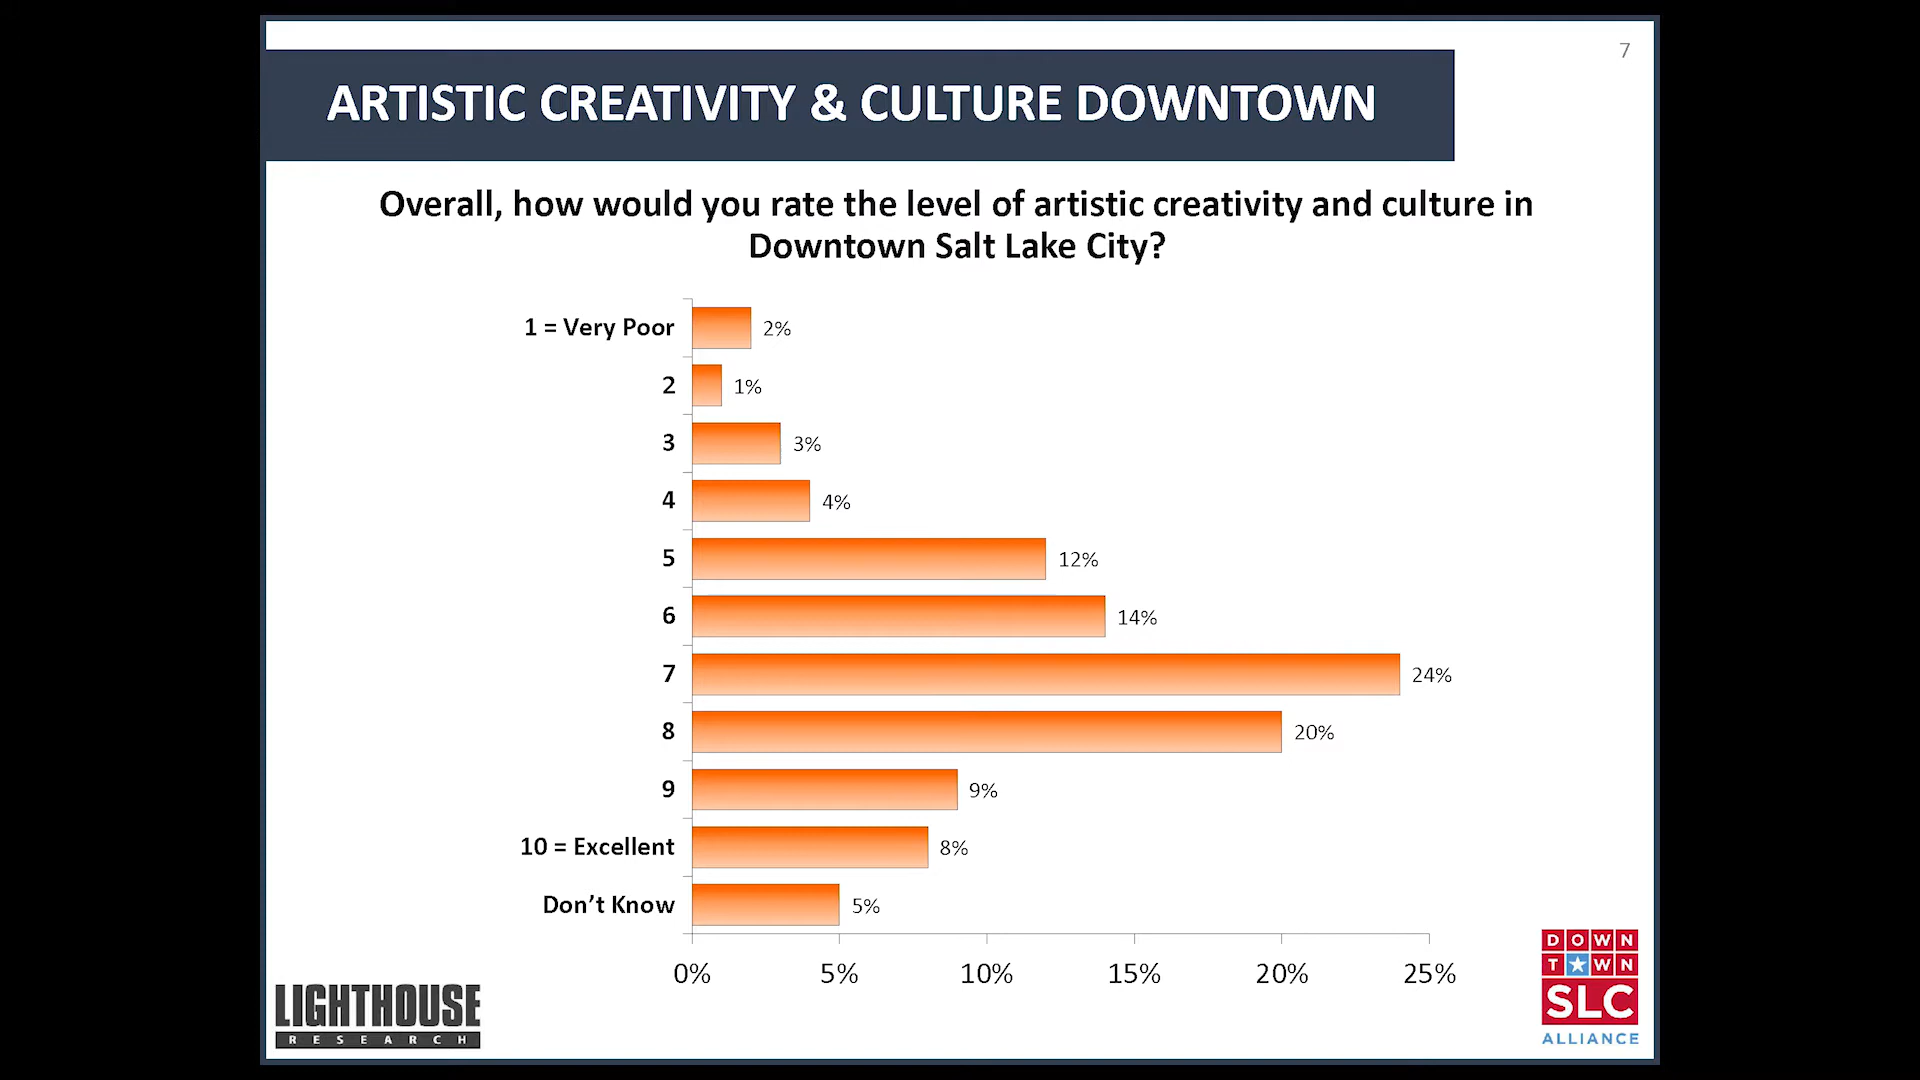 7
ARTISTIC CREATIVITY & CULTURE DOWNTOWN
Overall, how would you rate the level of artistic creativity and culture in
Downtown Salt Lake City?
1 = Very Poor 2%
2 1%
3 3%
4 4%
5 12%
6 14%
7 24%
8 20%
9 9%
10 = Excellent 8%
Don’t Know 5%
0% 5% 10% 15% 20% 25%
LIGHTHOUSE
RESEARCH
DOWN
T WN
SLC
ALLIANCE